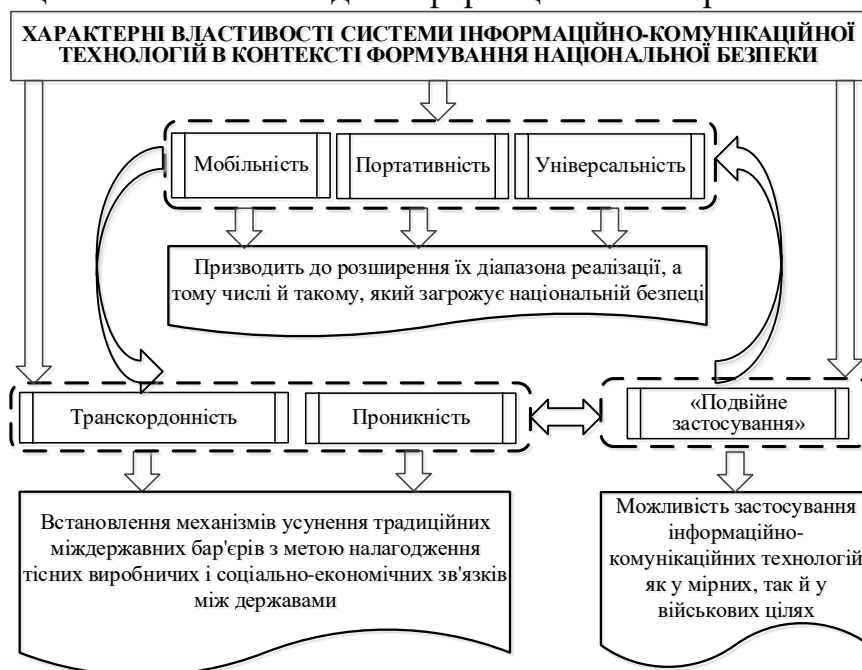 ХАРАКТЕРНІ ВЛАСТИВОСТІ СИСТЕМИ ІНФОРМАЦІЙНО-КОМУНІКАЦІЙНОЇ
ТЕХНОЛОГІЙ В КОНТЕКСТІ ФОРМУВАННЯ НАЦІОНАЛЬНОЇ БЕЗПЕКИ
Мобільність
Портативність
Універсальність
Призводить до розширення їх діапазона реалізації, а
тому числі й такому, який загрожує національній безпеці
Транскордонність
Проникність
«Подвійне
застосування»
Встановлення механізмів усунення традиційних
міждержавних бар'єрів з метою налагодження
тісних виробничих і соціально-економічних зв'язків
між державами
Можливість застосування
інформаційно-
комунікаційних технологій
як у мірних, так й у
військових цілях